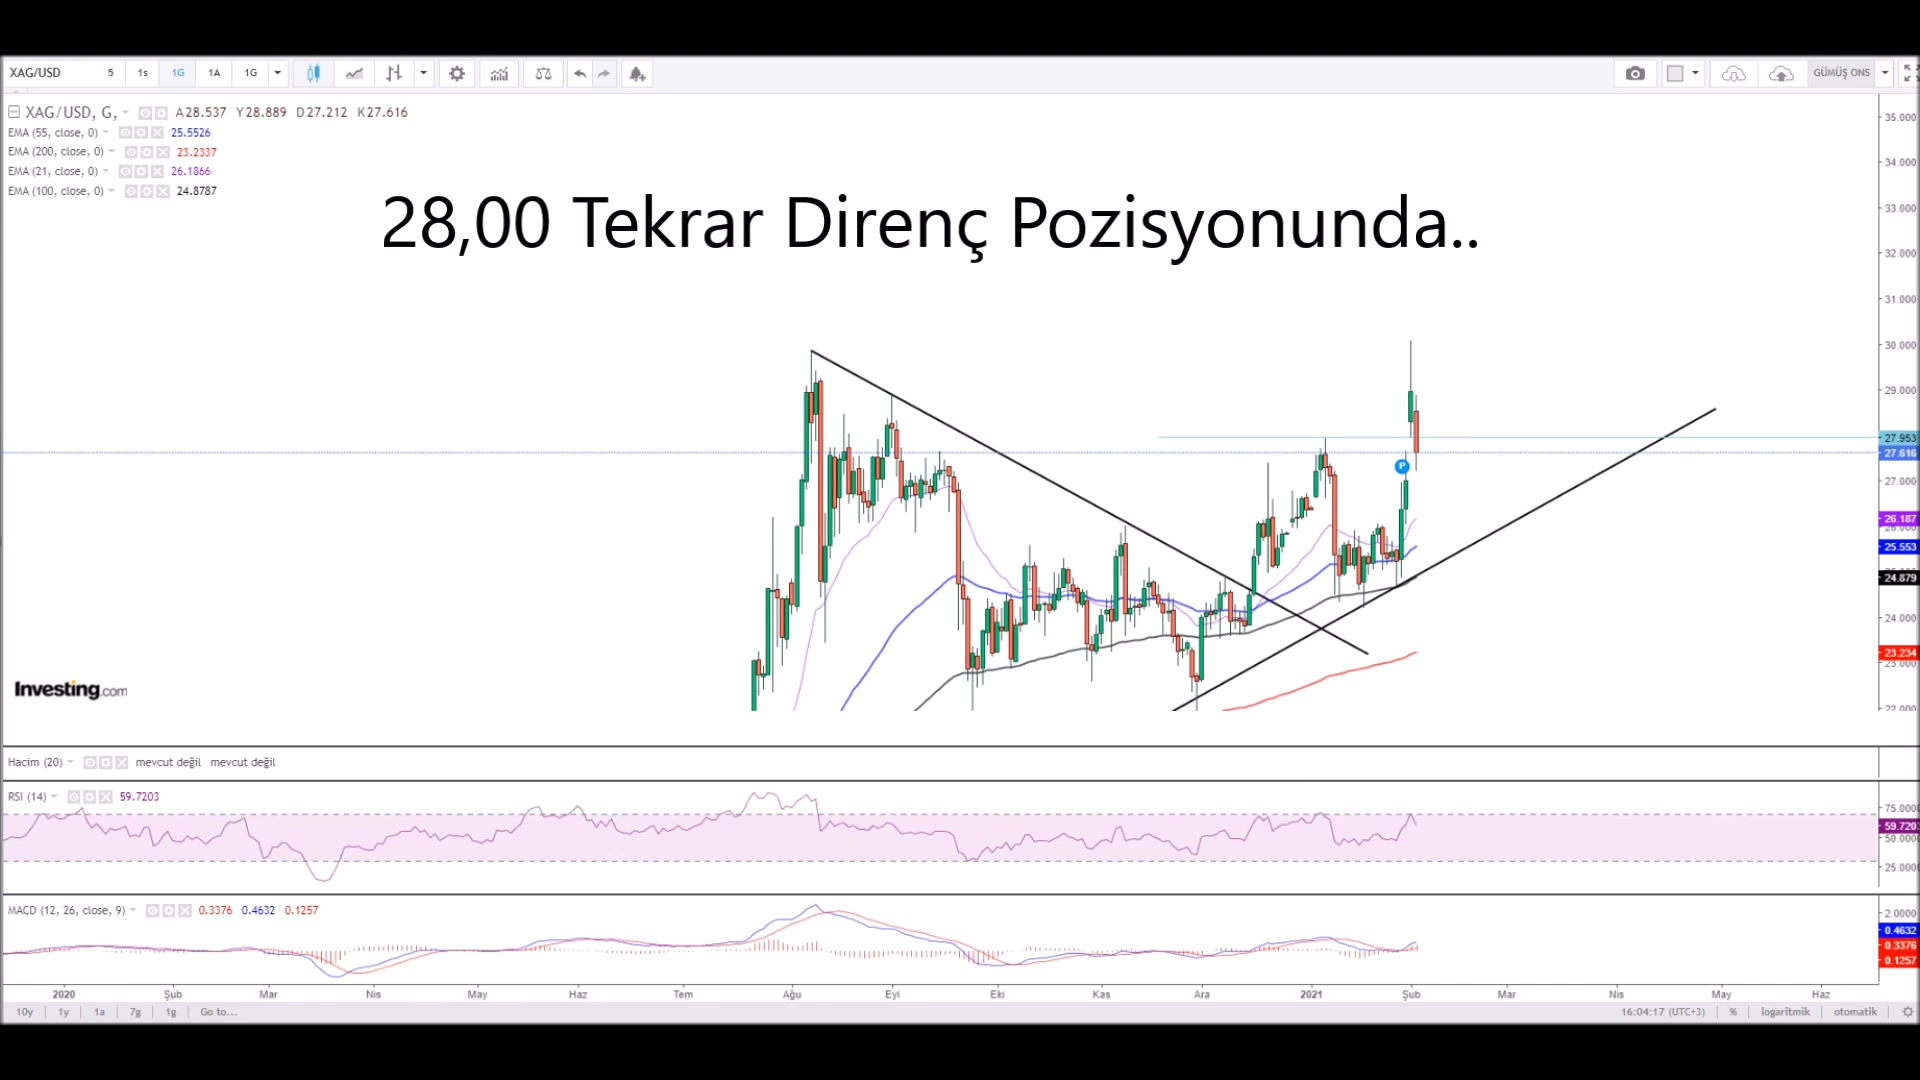 XAG/USD 5 1s 1G 1A 1G GÜMÜŞ ONS
XAG/USD, G, A28.537 Y28.889 D27.212 K27.616
EMA (55, close, 0) 25.5526
EMA (200, close, 0) 23.2337
EMA (21, close, 0) 26.1866
EMA (100, close, 0) 24.8787
28,00 Tekrar Direnç Pozisyonunda..
35.000
34.000
33.000
32.000
31.000
30.000
29.000
27.953
27.616
P
27.000
26.187
25.553
24.879
24.000
23.234
23.000
22.000
Investing.com
Hacim (20) mevcut değil mevcut değil
RSI (14) 59.7203
75.0000
59.7203
50.0000
25.0000
MACD (12, 26, close, 9) 0.3376 0.4632 0.1257
2.0000
0.4632
0.3376
0.1257
2020 Şub Mar Nis May Haz Tem Ağu Eyl Eki Kas Ara 2021 Şub Mar Nis May Haz
10y 1y 1a 7g 1g Go to... 16:04:17 (UTC+3) % logaritmik otomatik